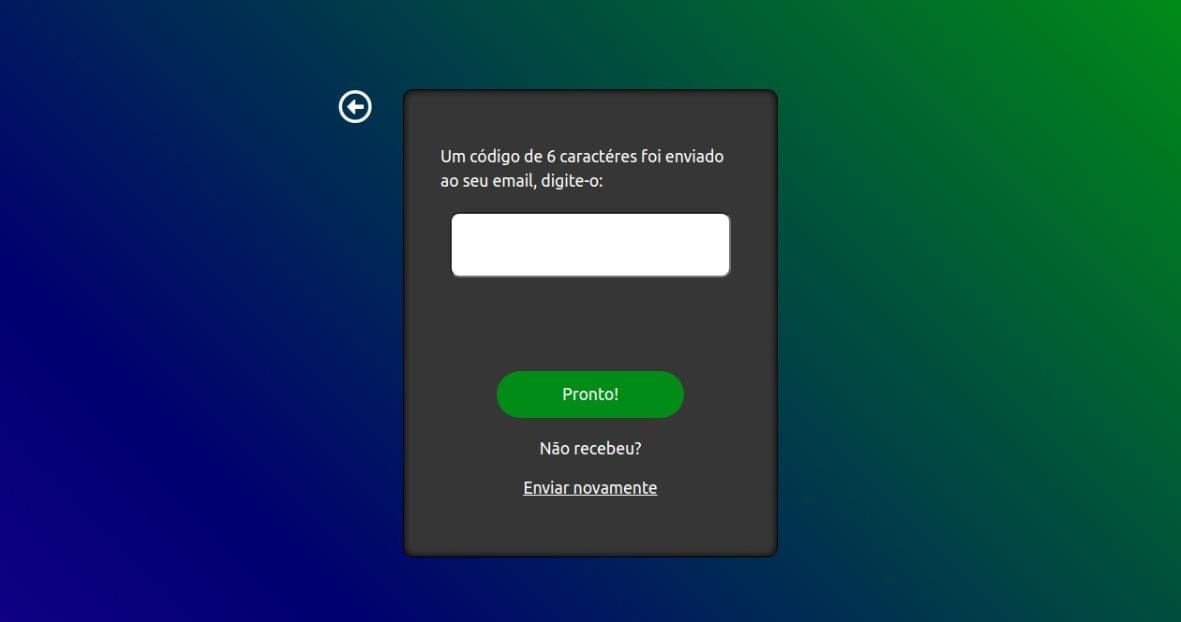 Um código de 6 caractéres foi enviado
ao seu email, digite-o:
Pronto!
Não recebeu?
Enviar novamente